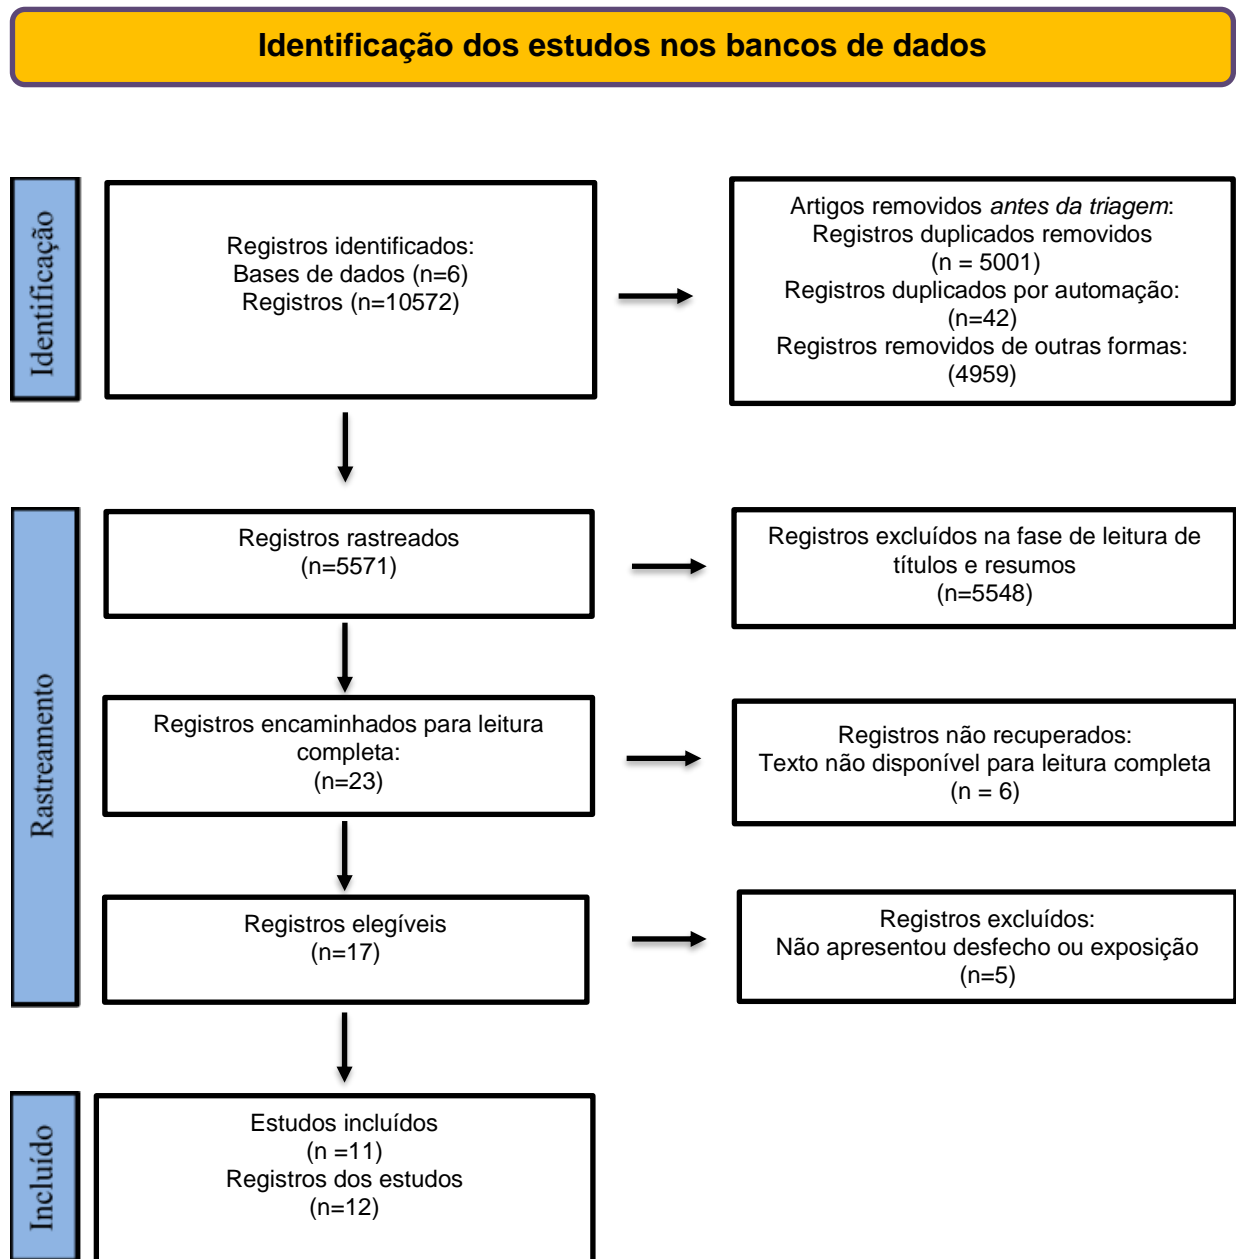 Identificação dos estudos nos bancos de dados
Identificação
Registros identificados:
Bases de dados (n=6)
Registros (n=10572)
Artigos removidos antes da triagem:
Registros duplicados removidos
(n = 5001)
Registros duplicados por automação:
(n=42)
Registros removidos de outras formas:
(4959)
Rastreamento
Registros rastreados
(n=5571)
Registros excluídos na fase de leitura de
títulos e resumos
(n=5548)
Registros encaminhados para leitura
completa:
(n=23)
Registros não recuperados:
Texto não disponível para leitura completa
(n = 6)
Registros elegíveis
(n=17)
Registros excluídos:
Não apresentou desfecho ou exposição
(n=5)
Incluído
Estudos incluídos
(n =11)
Registros dos estudos
(n=12)